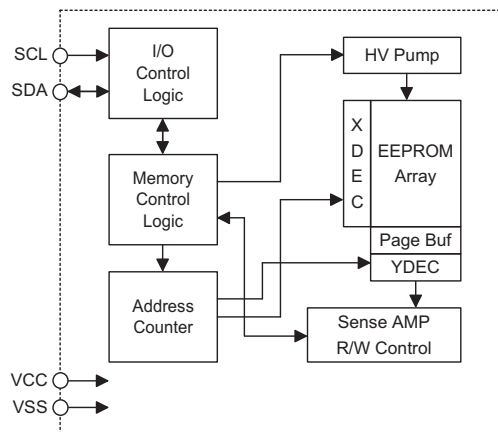 SCL
SDA
I/O
Control
Logic
HV Pump
X
D
E
C
EEPROM
Array
Memory
Control
Logic
Page Buf
YDEC
Address
Counter
Sense AMP
R/W Control
VCC
VSS